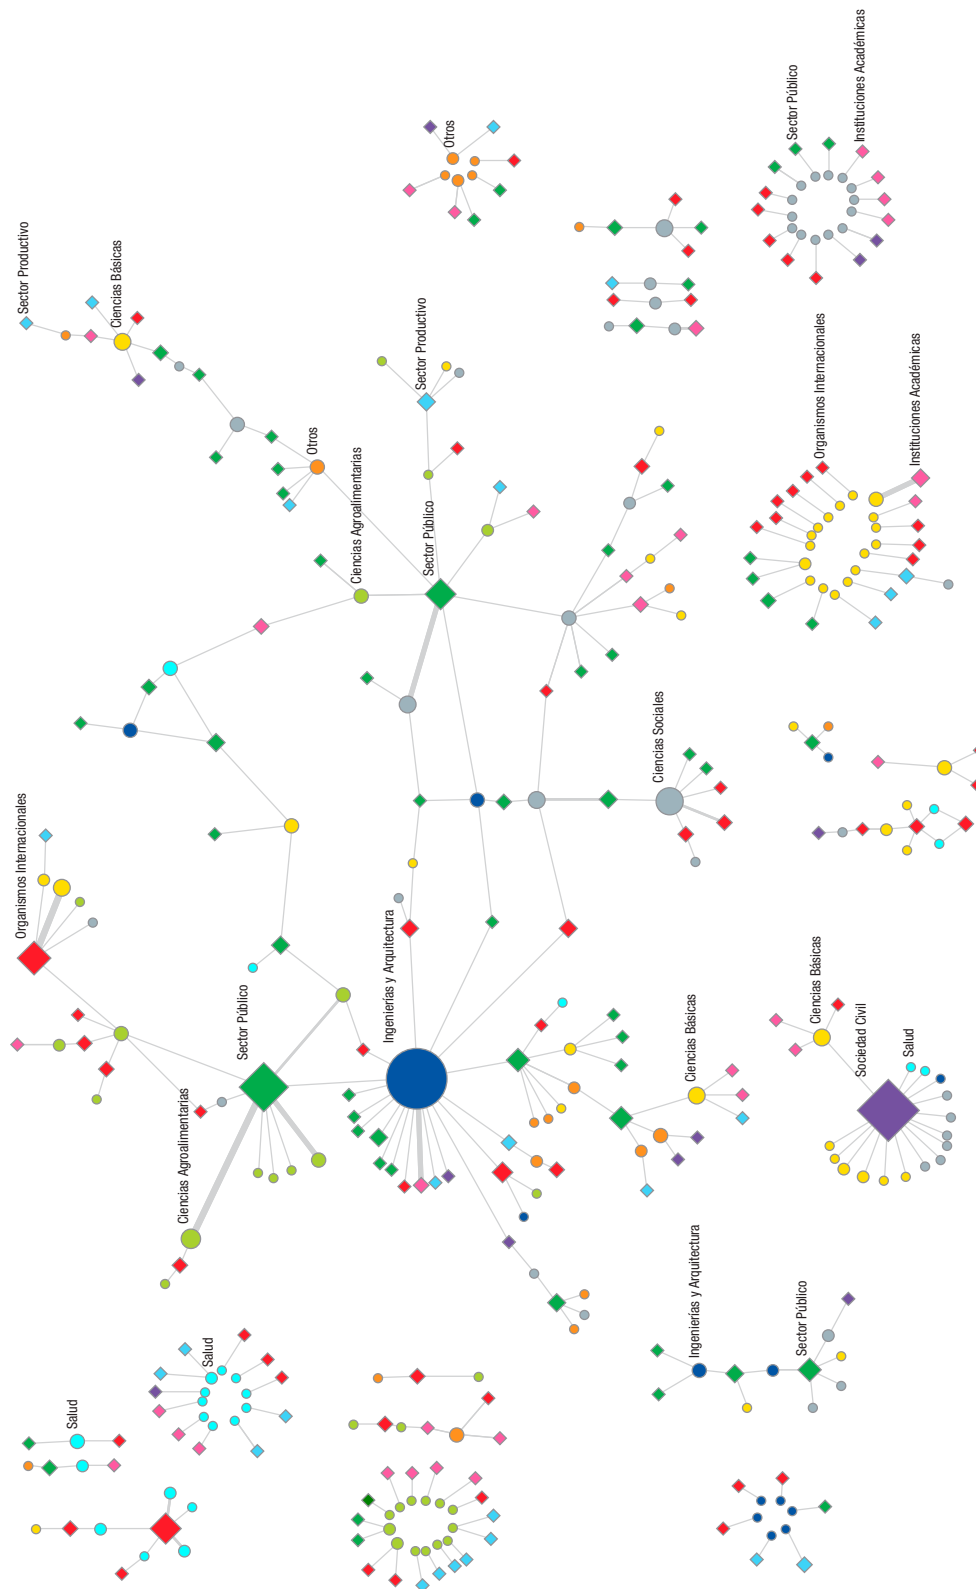 Sector Productivo
Ciencias Básicas
Otros
Otros
Sector Público
Instituciones Académicas
Ciencias Agroalimentarias
Sector Público
Sector Productivo
Organismos Internacionales
Instituciones Académicas
Ciencias Sociales
Organismos Internacionales
Sector Público
Ciencias Agroalimentarias
Ingenierías y Arquitectura
Ciencias Básicas
Ciencias Básicas
Sociedad Civil
Salud
Ingenierías y Arquitectura
Sector Público
Salud
Salud